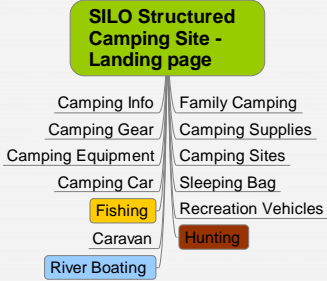 SILO Structured
Camping Site -
Landing page
Camping Info
Family Camping
Camping Gear
Camping Supplies
Camping Equipment
Camping Sites
Camping Car
Sleeping Bag
Fishing
Recreation Vehicles
Caravan
Hunting
River Boating